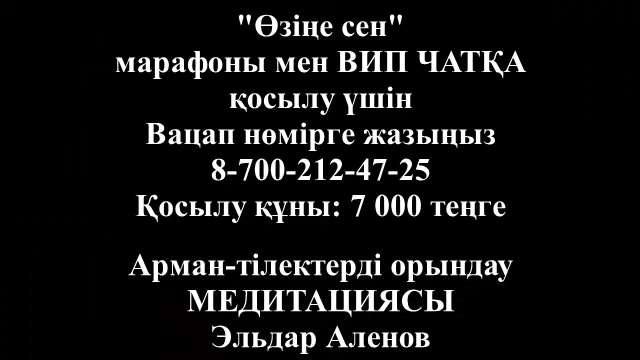 "Өзіңе сен"
марафоны мен ВИП ЧАТҚА
қосылу үшін
Вацап нөмірге жазыңыз
8-700-212-47-25
Қосылу құны: 7 000 теңге
Арман-тілектерді орындау
МЕДИТАЦИЯСЫ
Эльдар Аленов